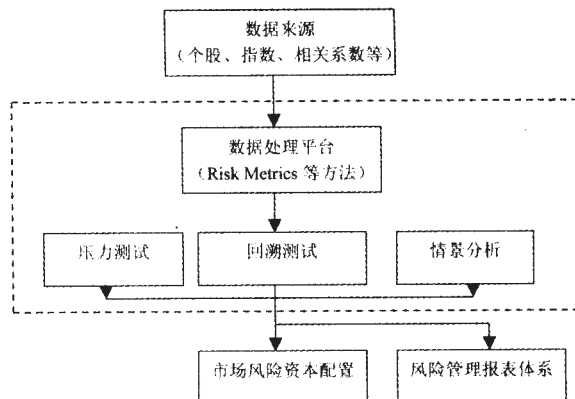 数据来源
（个股、指数、相关系数等）
数据处理平台
（Risk Metrics 等方法）
压力测试
回溯测试
情景分析
市场风险资本配置
风险管理报表体系